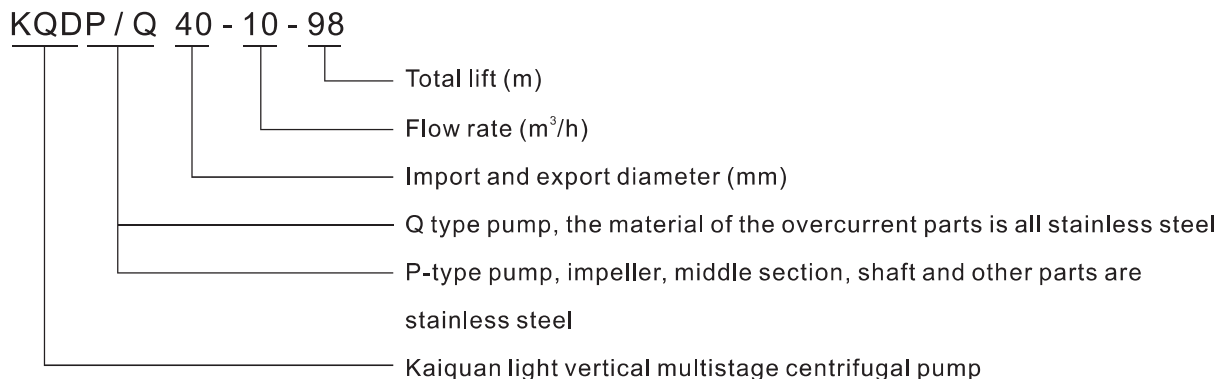 KQDP/Q 40-10-98
Total lift (m)
Flow rate (m³/h)
Import and export diameter (mm)
Q type pump, the material of the overcurrent parts is all stainless steel
P-type pump, impeller, middle section, shaft and other parts are
stainless steel
Kaiquan light vertical multistage centrifugal pump